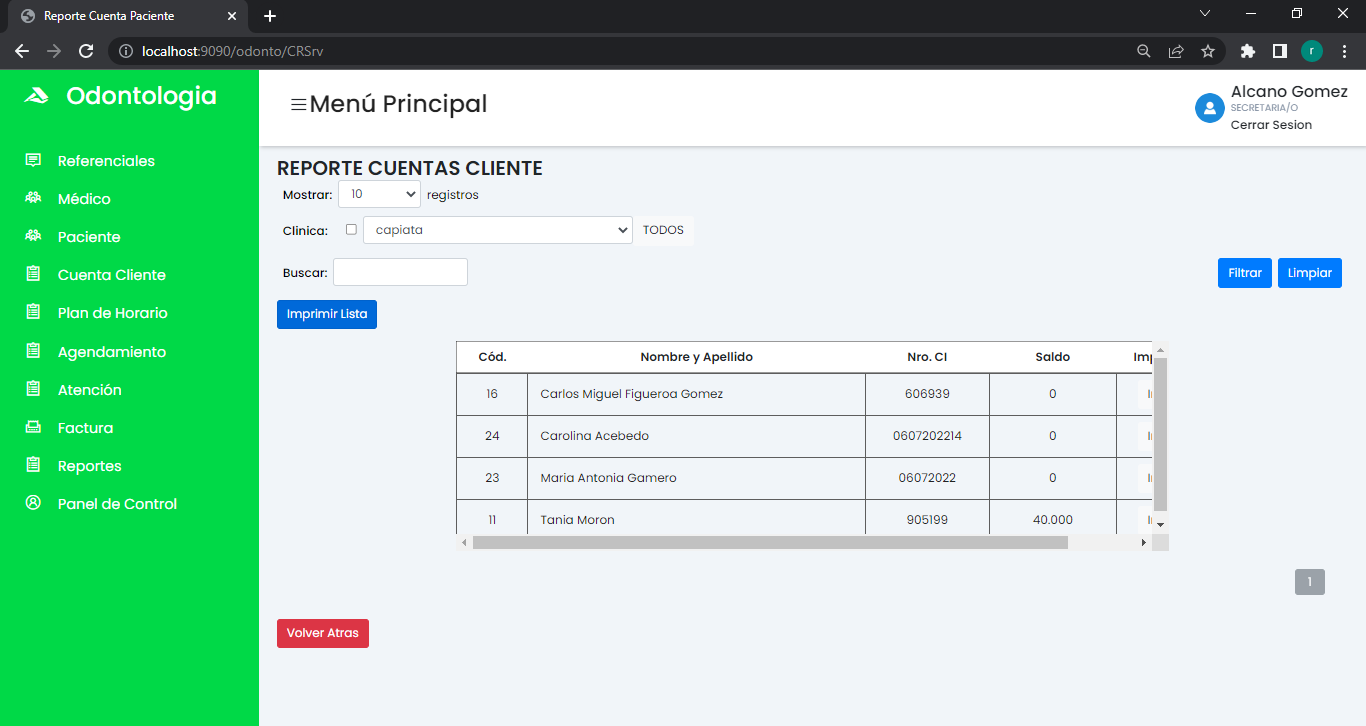 Reporte Cuenta Paciente
localhost:9090/odonto/CRSrv
r
Odontologia
Menú Principal
Alcano Gomez
SECRETARIA/O
Cerrar Sesion
Referenciales
Médico
Paciente
Cuenta Cliente
Plan de Horario
Agendamiento
Atención
Factura
Reportes
Panel de Control
REPORTE CUENTAS CLIENTE
Mostrar: 10 registros
Clinica: capiata TODOS
Buscar: Filtrar Limpiar
Imprimir Lista
Cód. Nombre y Apellido Nro. CI Saldo
16 Carlos Miguel Figueroa Gomez 606939 0
24 Carolina Acebedo 0607202214 0
23 Maria Antonia Gamero 06072022 0
11 Tania Moron 905199 40.000
1
Volver Atras